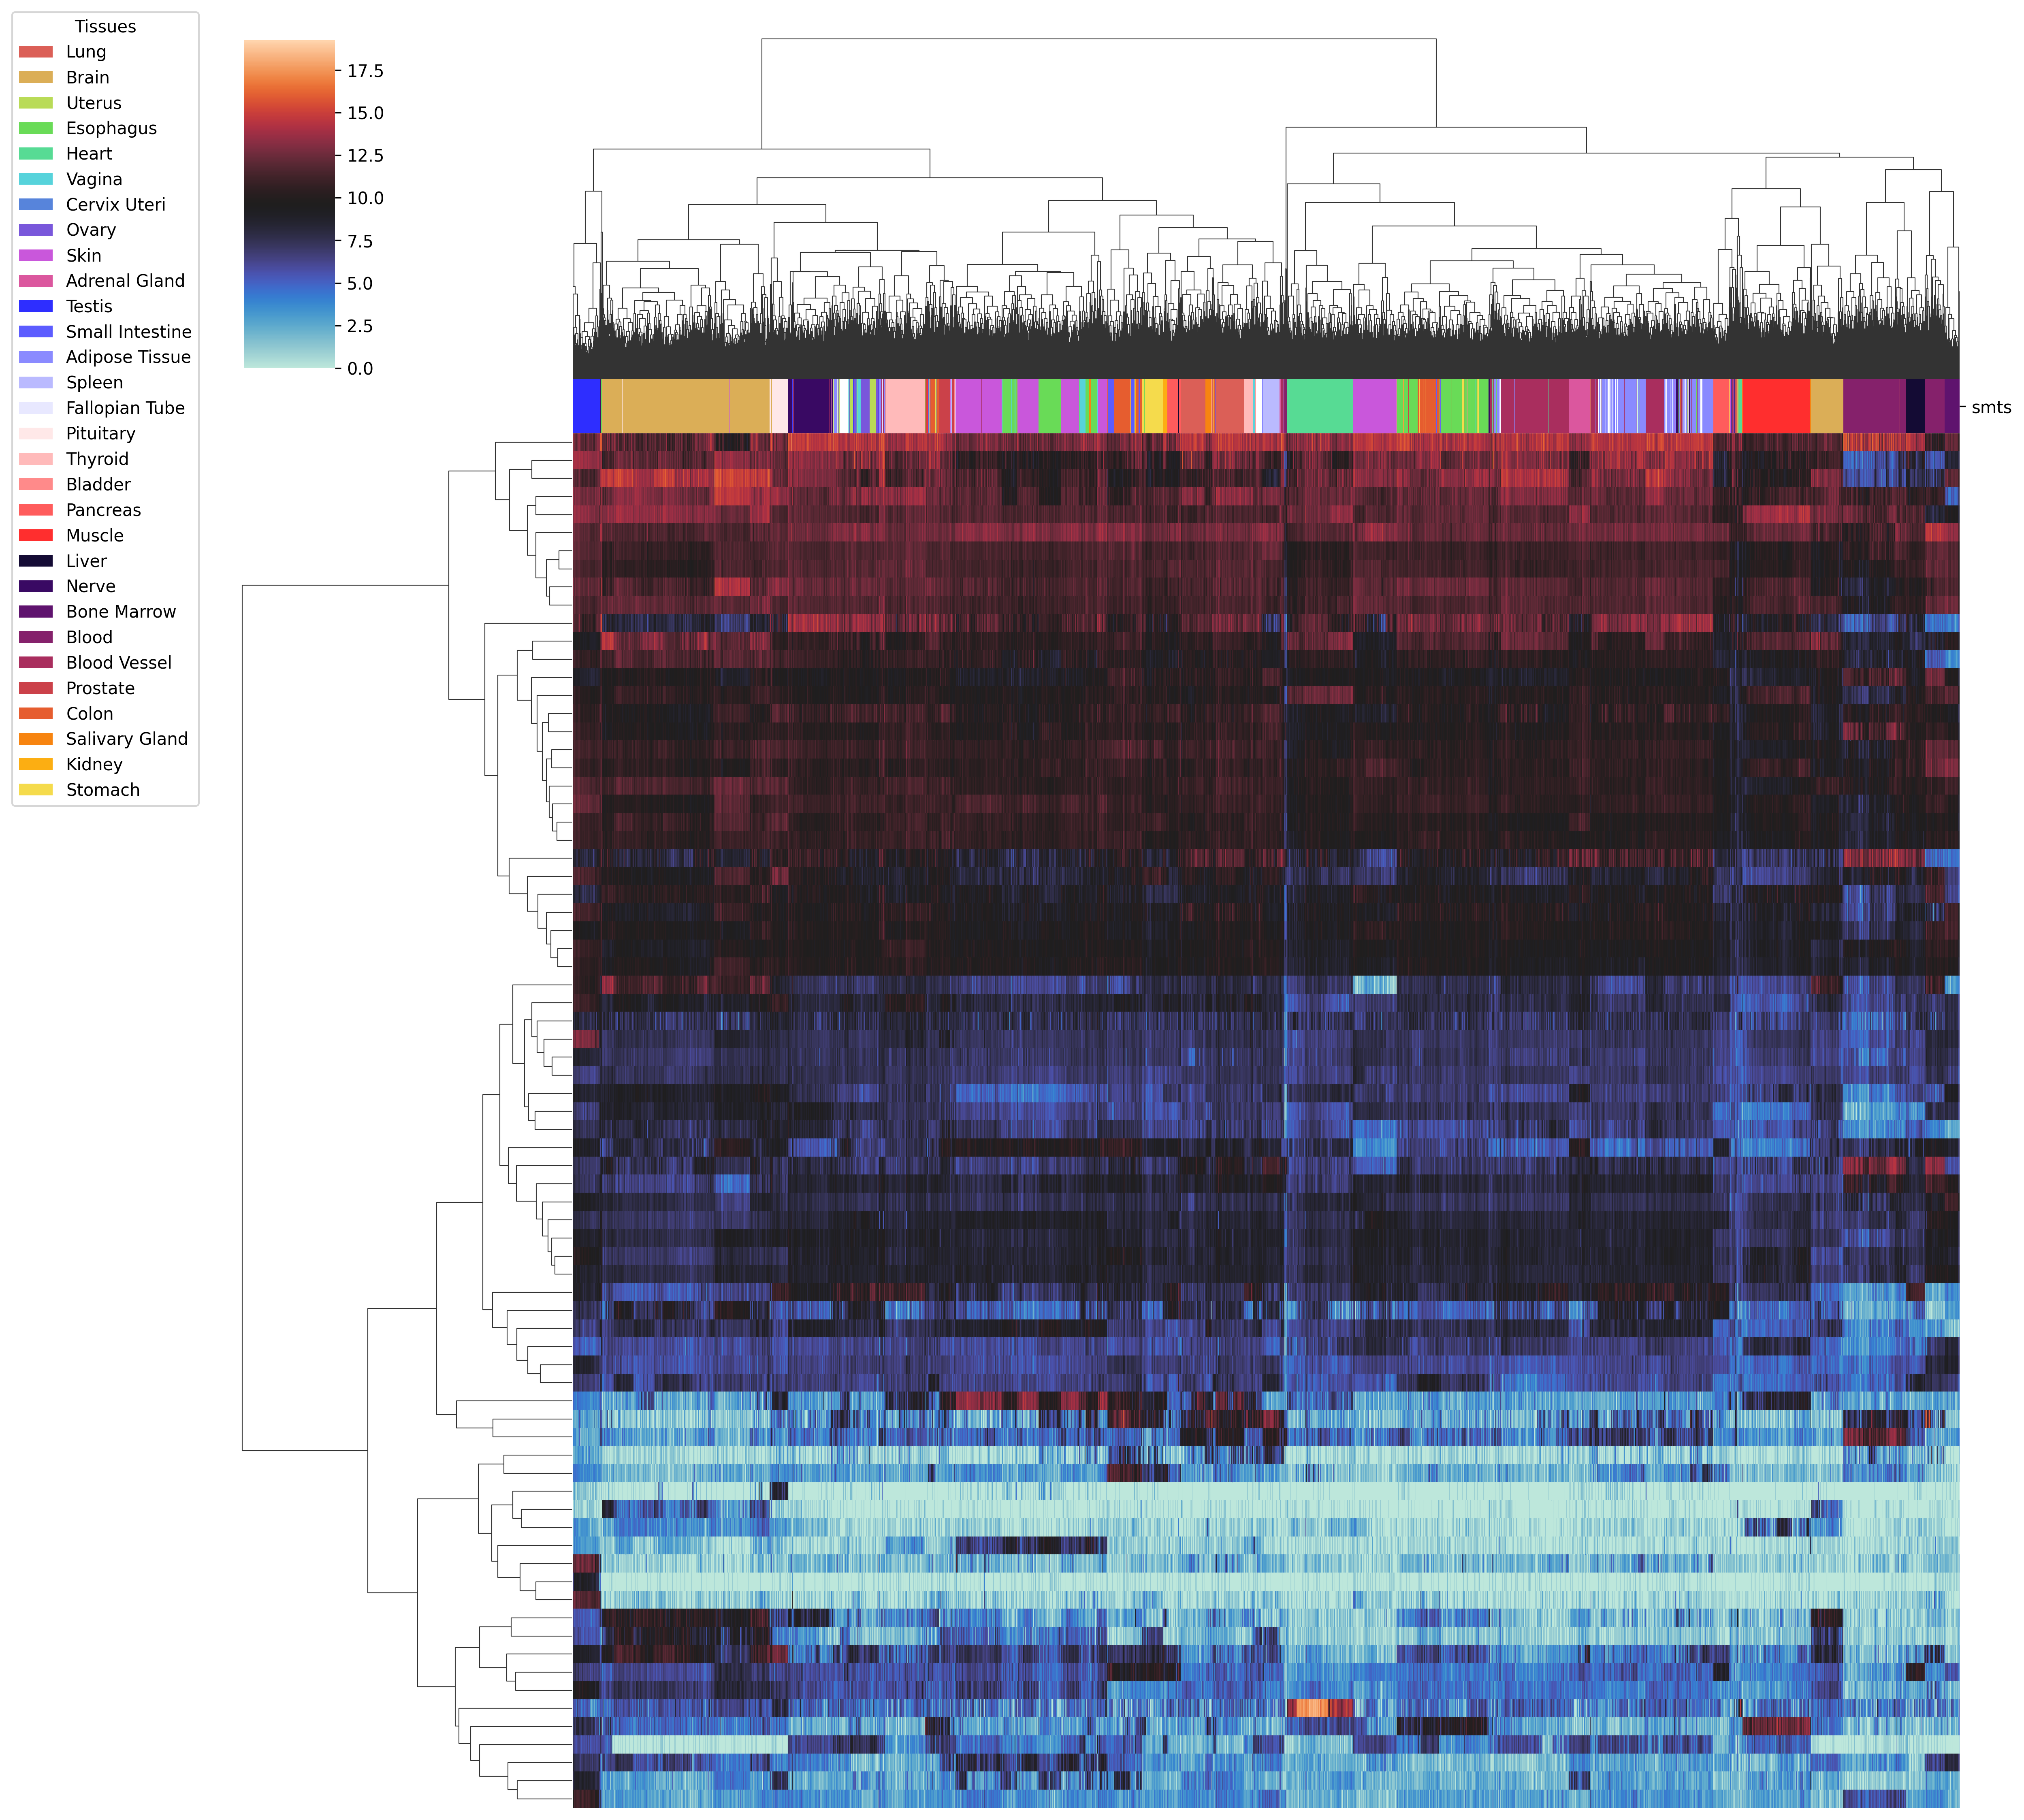 Tissues
Lung
Brain
Uterus
Esophagus
Heart
Vagina
Cervix Uteri
Ovary
Skin
Adrenal Gland
Testis
Small Intestine
Adipose Tissue
Spleen
Fallopian Tube
Pituitary
Thyroid
Bladder
Pancreas
Muscle
Liver
Nerve
Bone Marrow
Blood
Blood Vessel
Prostate
Colon
Salivary Gland
Kidney
Stomach
17.5
15.0
12.5
10.0
7.5
5.0
2.5
0.0
smts